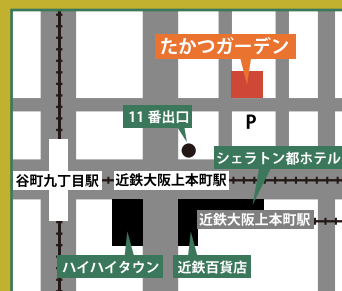 たかつガーデン
11番出口
P
シェラトン都ホテル
谷町九丁目駅
近鉄大阪上本町駅
近鉄大阪上本町駅
ハイハイタウン
近鉄百貨店